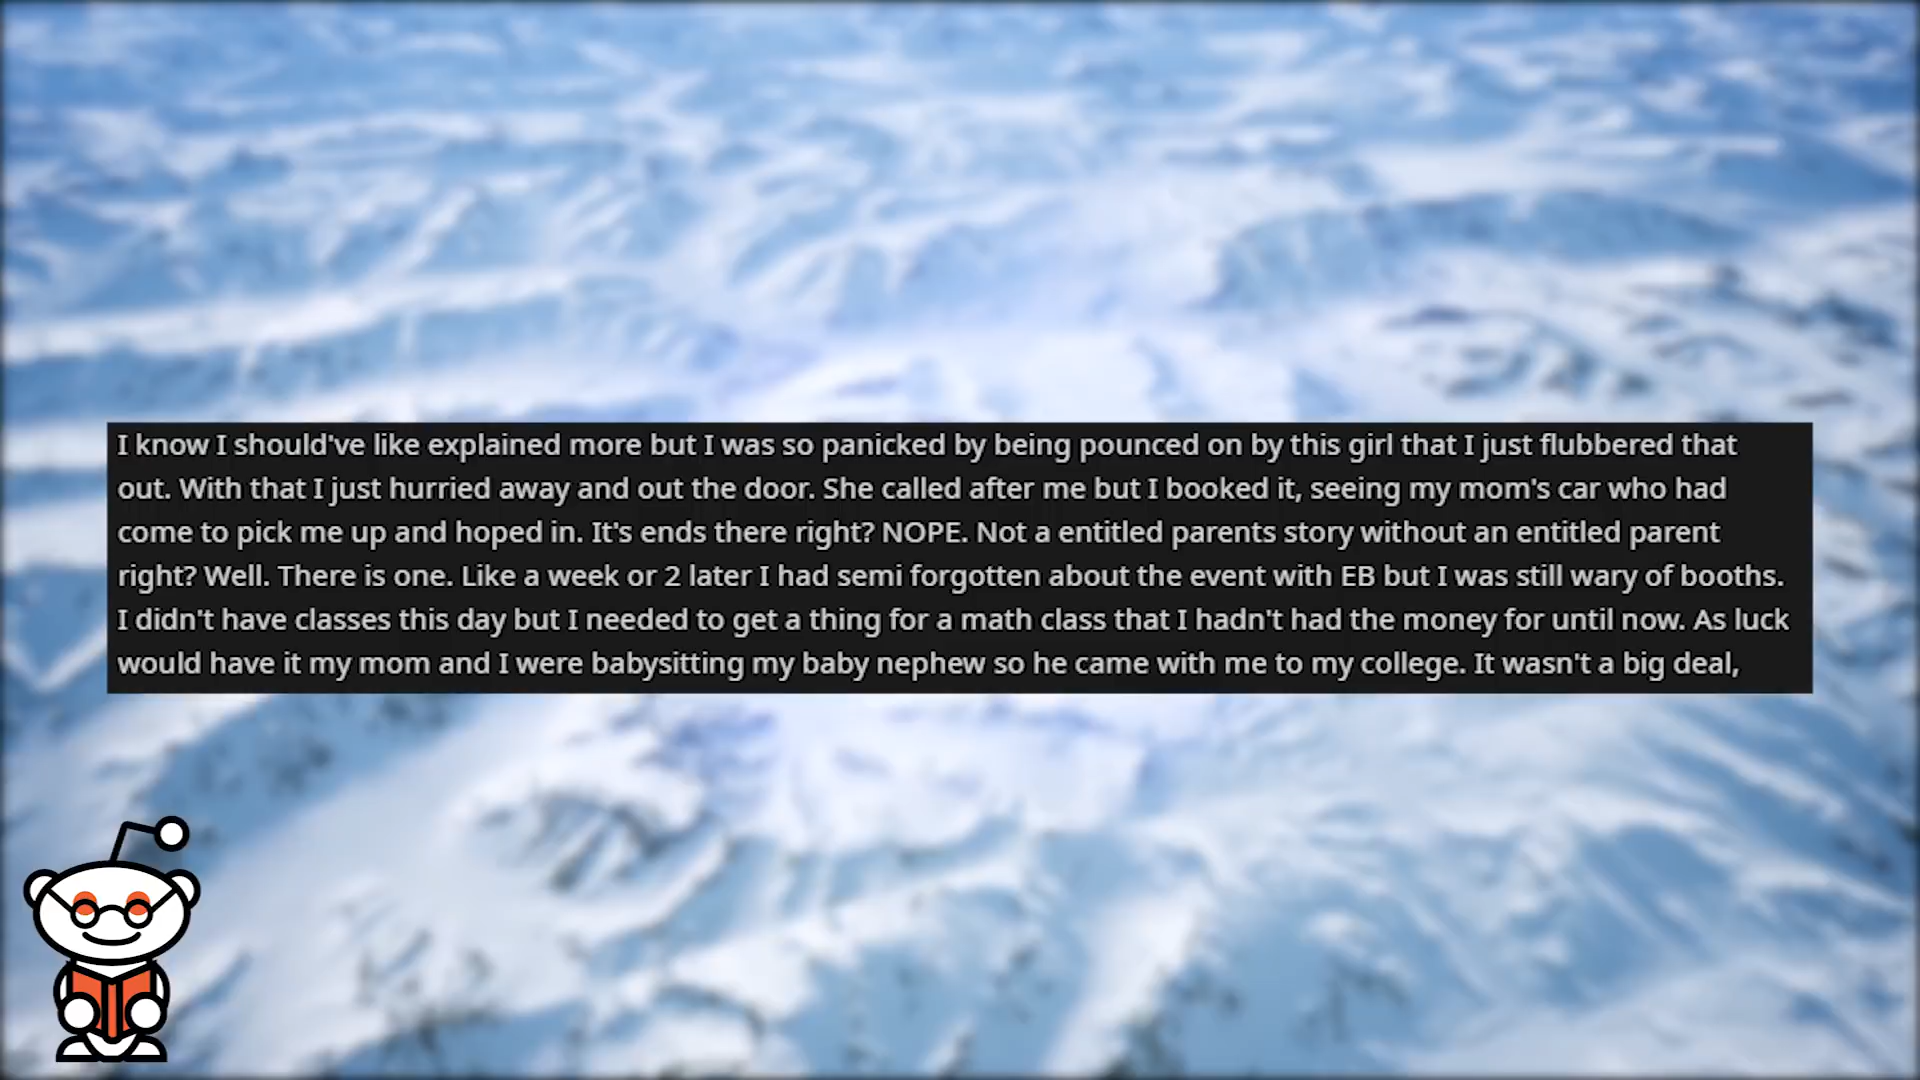 I know I should've like explained more but I was so panicked by being pounced on by this girl that I just flubbered that
out. With that I just hurried away and out the door. She called after me but I booked it, seeing my mom's car who had
come to pick me up and hoped in. It's ends there right? NOPE. Not a entitled parents story without an entitled parent
right? Well. There is one. Like a week or 2 later I had semi forgotten about the event with EB but I was still wary of booths.
I didn't have classes this day but I needed to get a thing for a math class that I hadn't had the money for until now. As luck
would have it my mom and I were babysitting my baby nephew so he came with me to my college. It wasn't a big deal,